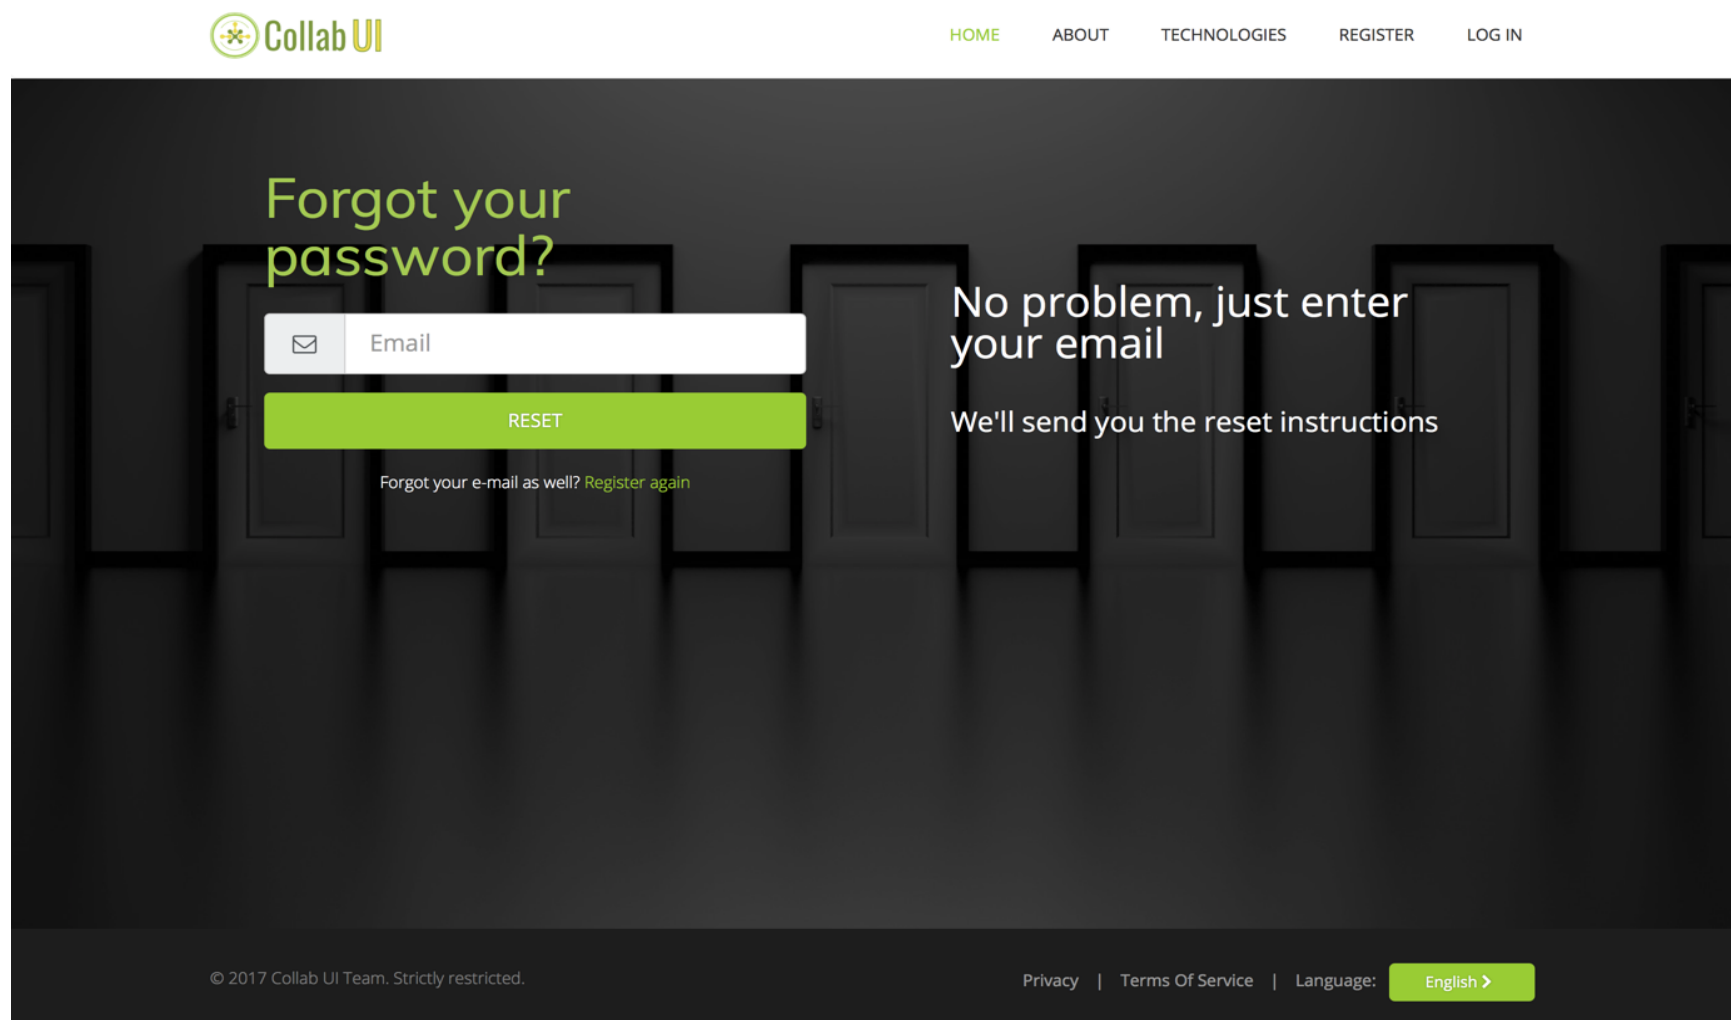 Collab UI
HOME ABOUT TECHNOLOGIES REGISTER LOG IN
Forgot your
password?
Email
RESET
Forgot your e-mail as well? Register again
No problem, just enter
your email
We'll send you the reset instructions
© 2017 Collab UI Team. Strictly restricted.
Privacy | Terms Of Service | Language: English